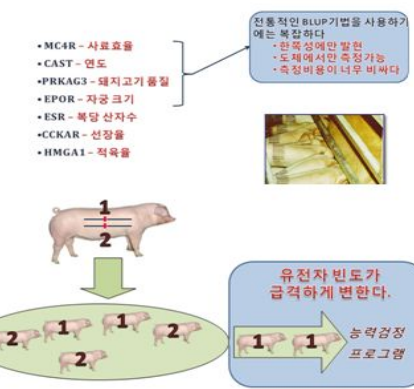 • MC4R – 사료효율
• CAST – 연도
• PRKAG3 – 돼지고기 품질
• EPOR – 자궁 크기
• ESR – 복당 산자수
• CCKAR – 선장율
• HMGA1 – 적육율
전통적인 BLUP기법을 사용하기
에는 복잡하다
• 한쪽성에만 발현
• 도체에서만 측정가능
• 측정비용이 너무 비싸다
1
2
2
1
1
2
2
유전자 빈도가
급격하게 변한다.
1
1
능력검정
프로그램